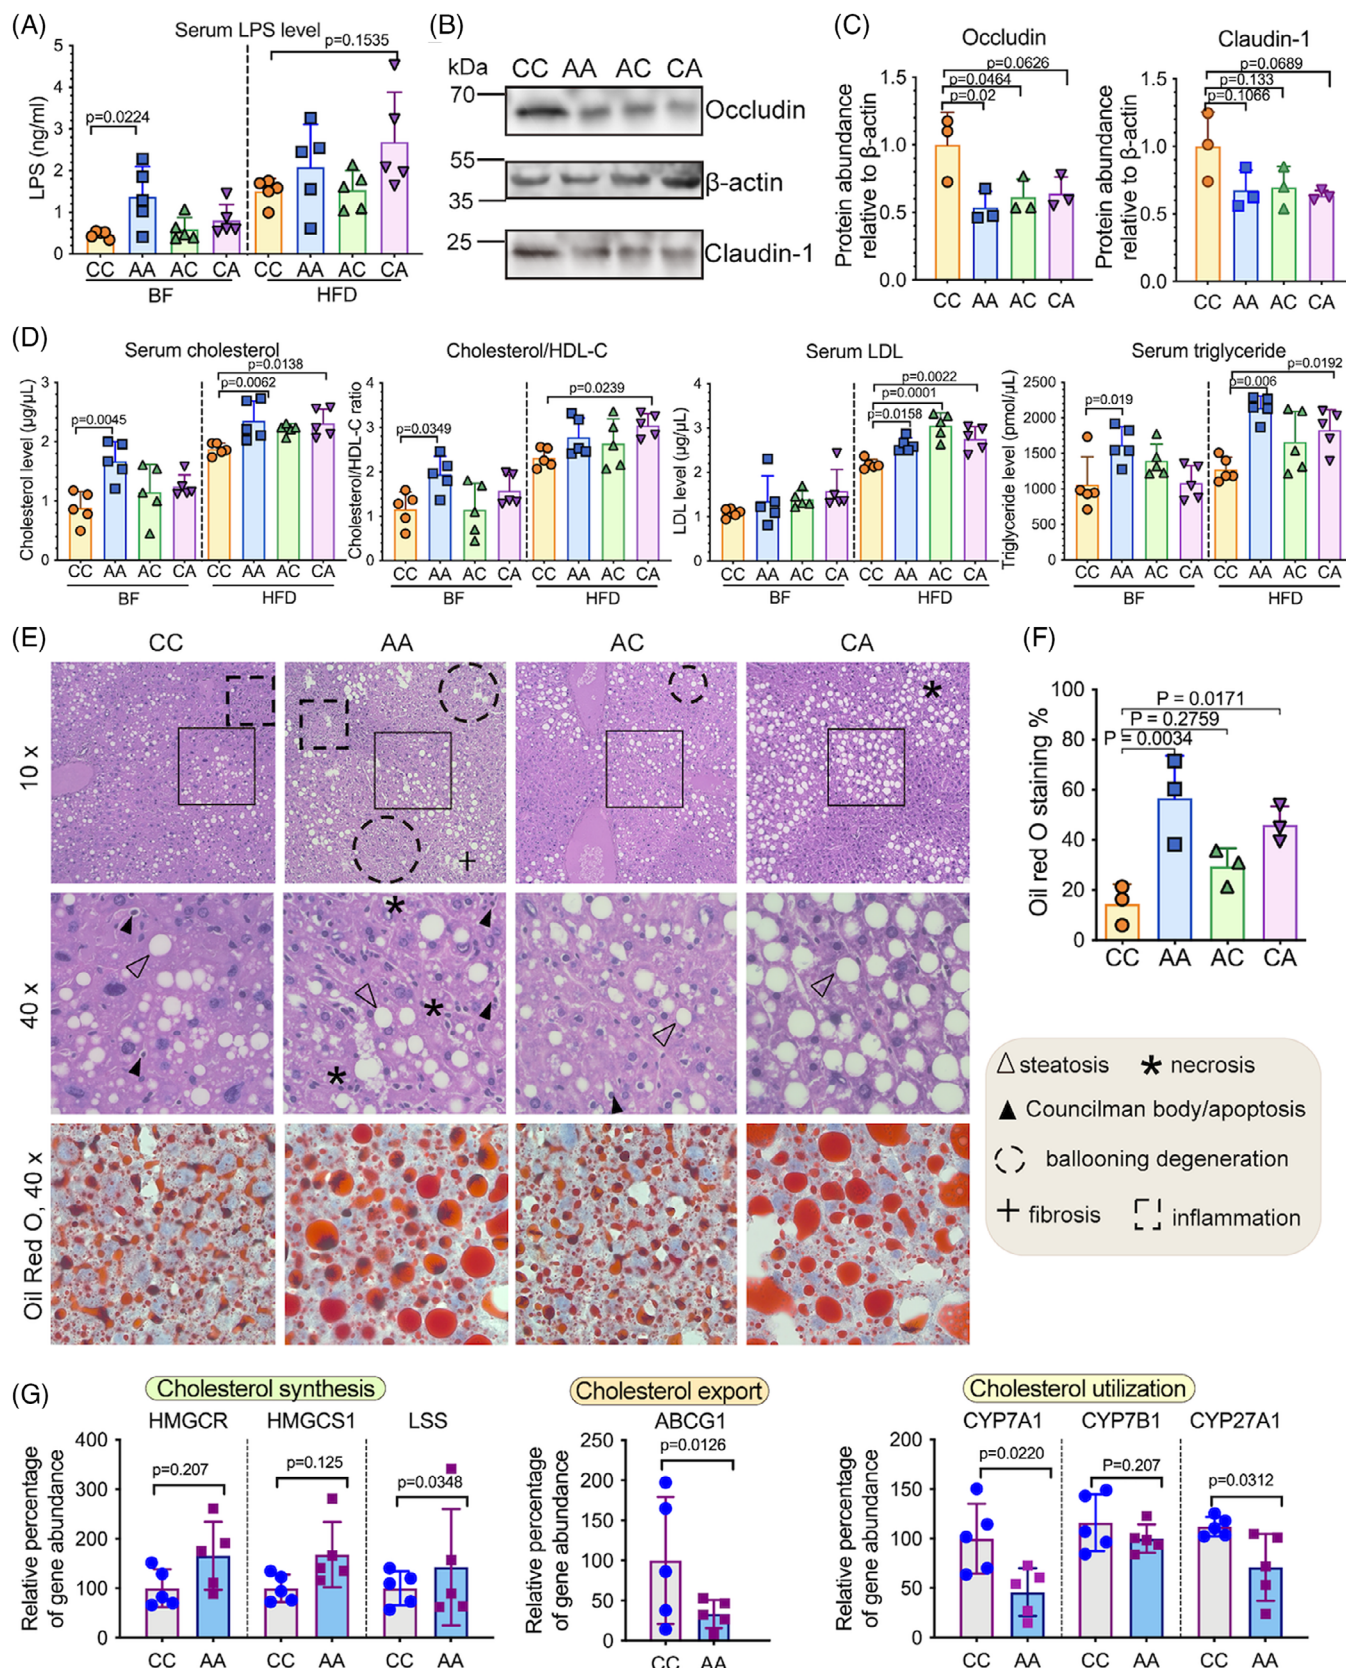 (A)
Serum LPS level
p=0.1535
p=0.0224
LPS (ng/ml)
5
4
3
2
1
0
CC AA AC CA CC AA AC CA
BF HFD
(B)
kDa CC AA AC CA
70
Occludin
55
β-actin
35
25
Claudin-1
(C)
Occludin
p=0.0626
p=0.0464
p=0.02
Protein abundance
relative to β-actin
1.5
1.0
0.5
0.0
CC AA AC CA
Claudin-1
p=0.0689
p=0.133
p=0.1066
Protein abundance
relative to β-actin
1.5
1.0
0.5
0.0
CC AA AC CA
(D)
Serum cholesterol
p=0.0138
p=0.0062
p=0.0045
Cholesterol level (μg/μL)
3
2
1
0
CC AA AC CA CC AA AC CA
BF HFD
Cholesterol/HDL-C
p=0.0239
p=0.0349
Cholesterol/HDL-C ratio
4
3
2
1
0
CC AA AC CA CC AA AC CA
BF HFD
Serum LDL
p=0.0022
p=0.0001
p=0.0158
LDL level (μg/μL)
4
3
2
1
0
CC AA AC CA CC AA AC CA
BF HFD
Serum triglyceride
p=0.0192
p=0.006
p=0.019
Triglyceride level (pmol/μL)
2500
2000
1500
1000
500
0
CC AA AC CA CC AA AC CA
BF HFD
(E)
CC AA AC CA
10 x
40 x
Oil Red O, 40 x
(F)
P = 0.0171
P = 0.2759
P = 0.0034
Oil red O staining %
100
80
60
40
20
0
CC AA AC CA
steatosis
necrosis
Councilman body/apoptosis
ballooning degeneration
fibrosis
inflammation
(G)
Cholesterol synthesis
HMGCR HMGCS1 LSS
p=0.207
p=0.125
p=0.0348
Relative percentage
of gene abundance
400
300
200
100
0
CC AA CC AA CC AA
Cholesterol export
ABCG1
p=0.0126
Relative percentage
of gene abundance
250
200
150
100
50
0
CC AA
Cholesterol utilization
CYP7A1 CYP7B1 CYP27A1
p=0.0220
P=0.207
p=0.0312
Relative percentage
of gene abundance
200
150
100
50
0
CC AA CC AA CC AA